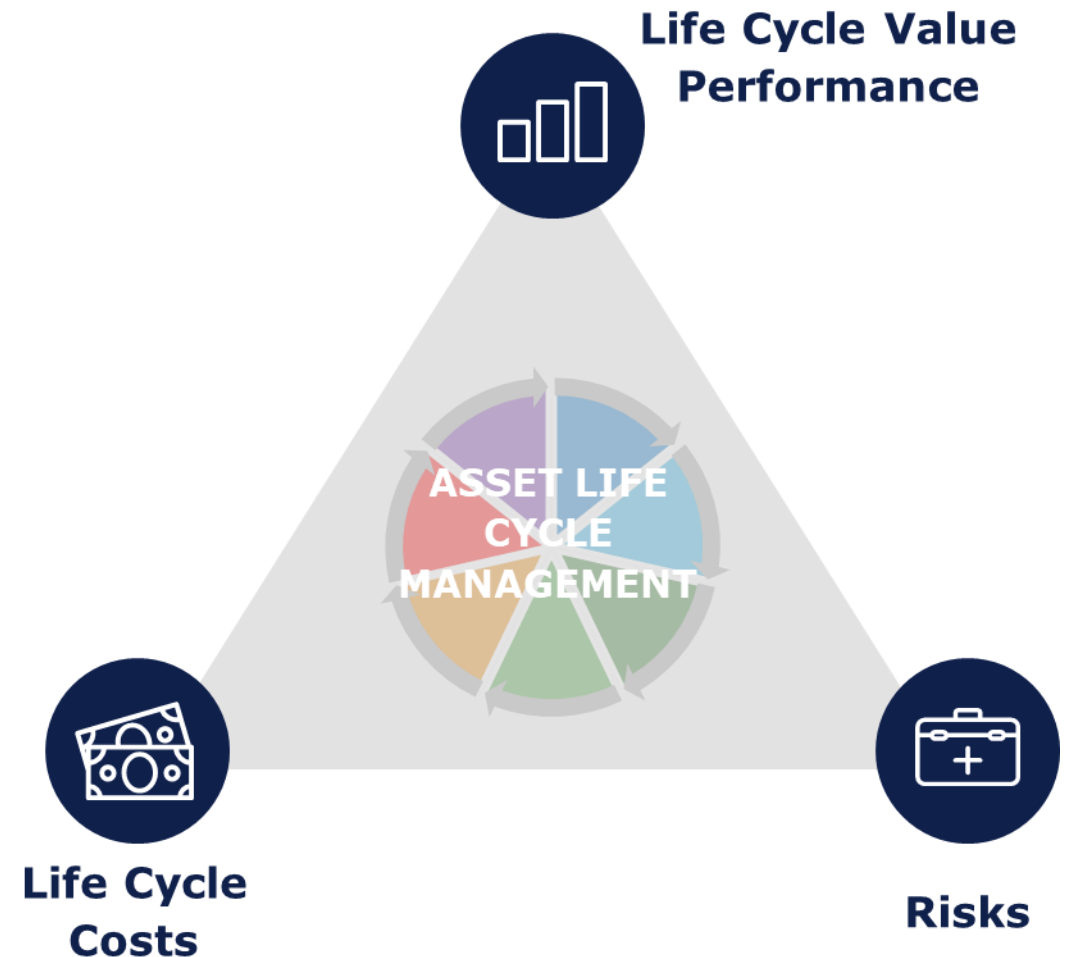 Life Cycle Value
Performance
ASSET LIFE
CYCLE
MANAGEMENT
Life Cycle
Costs
Risks